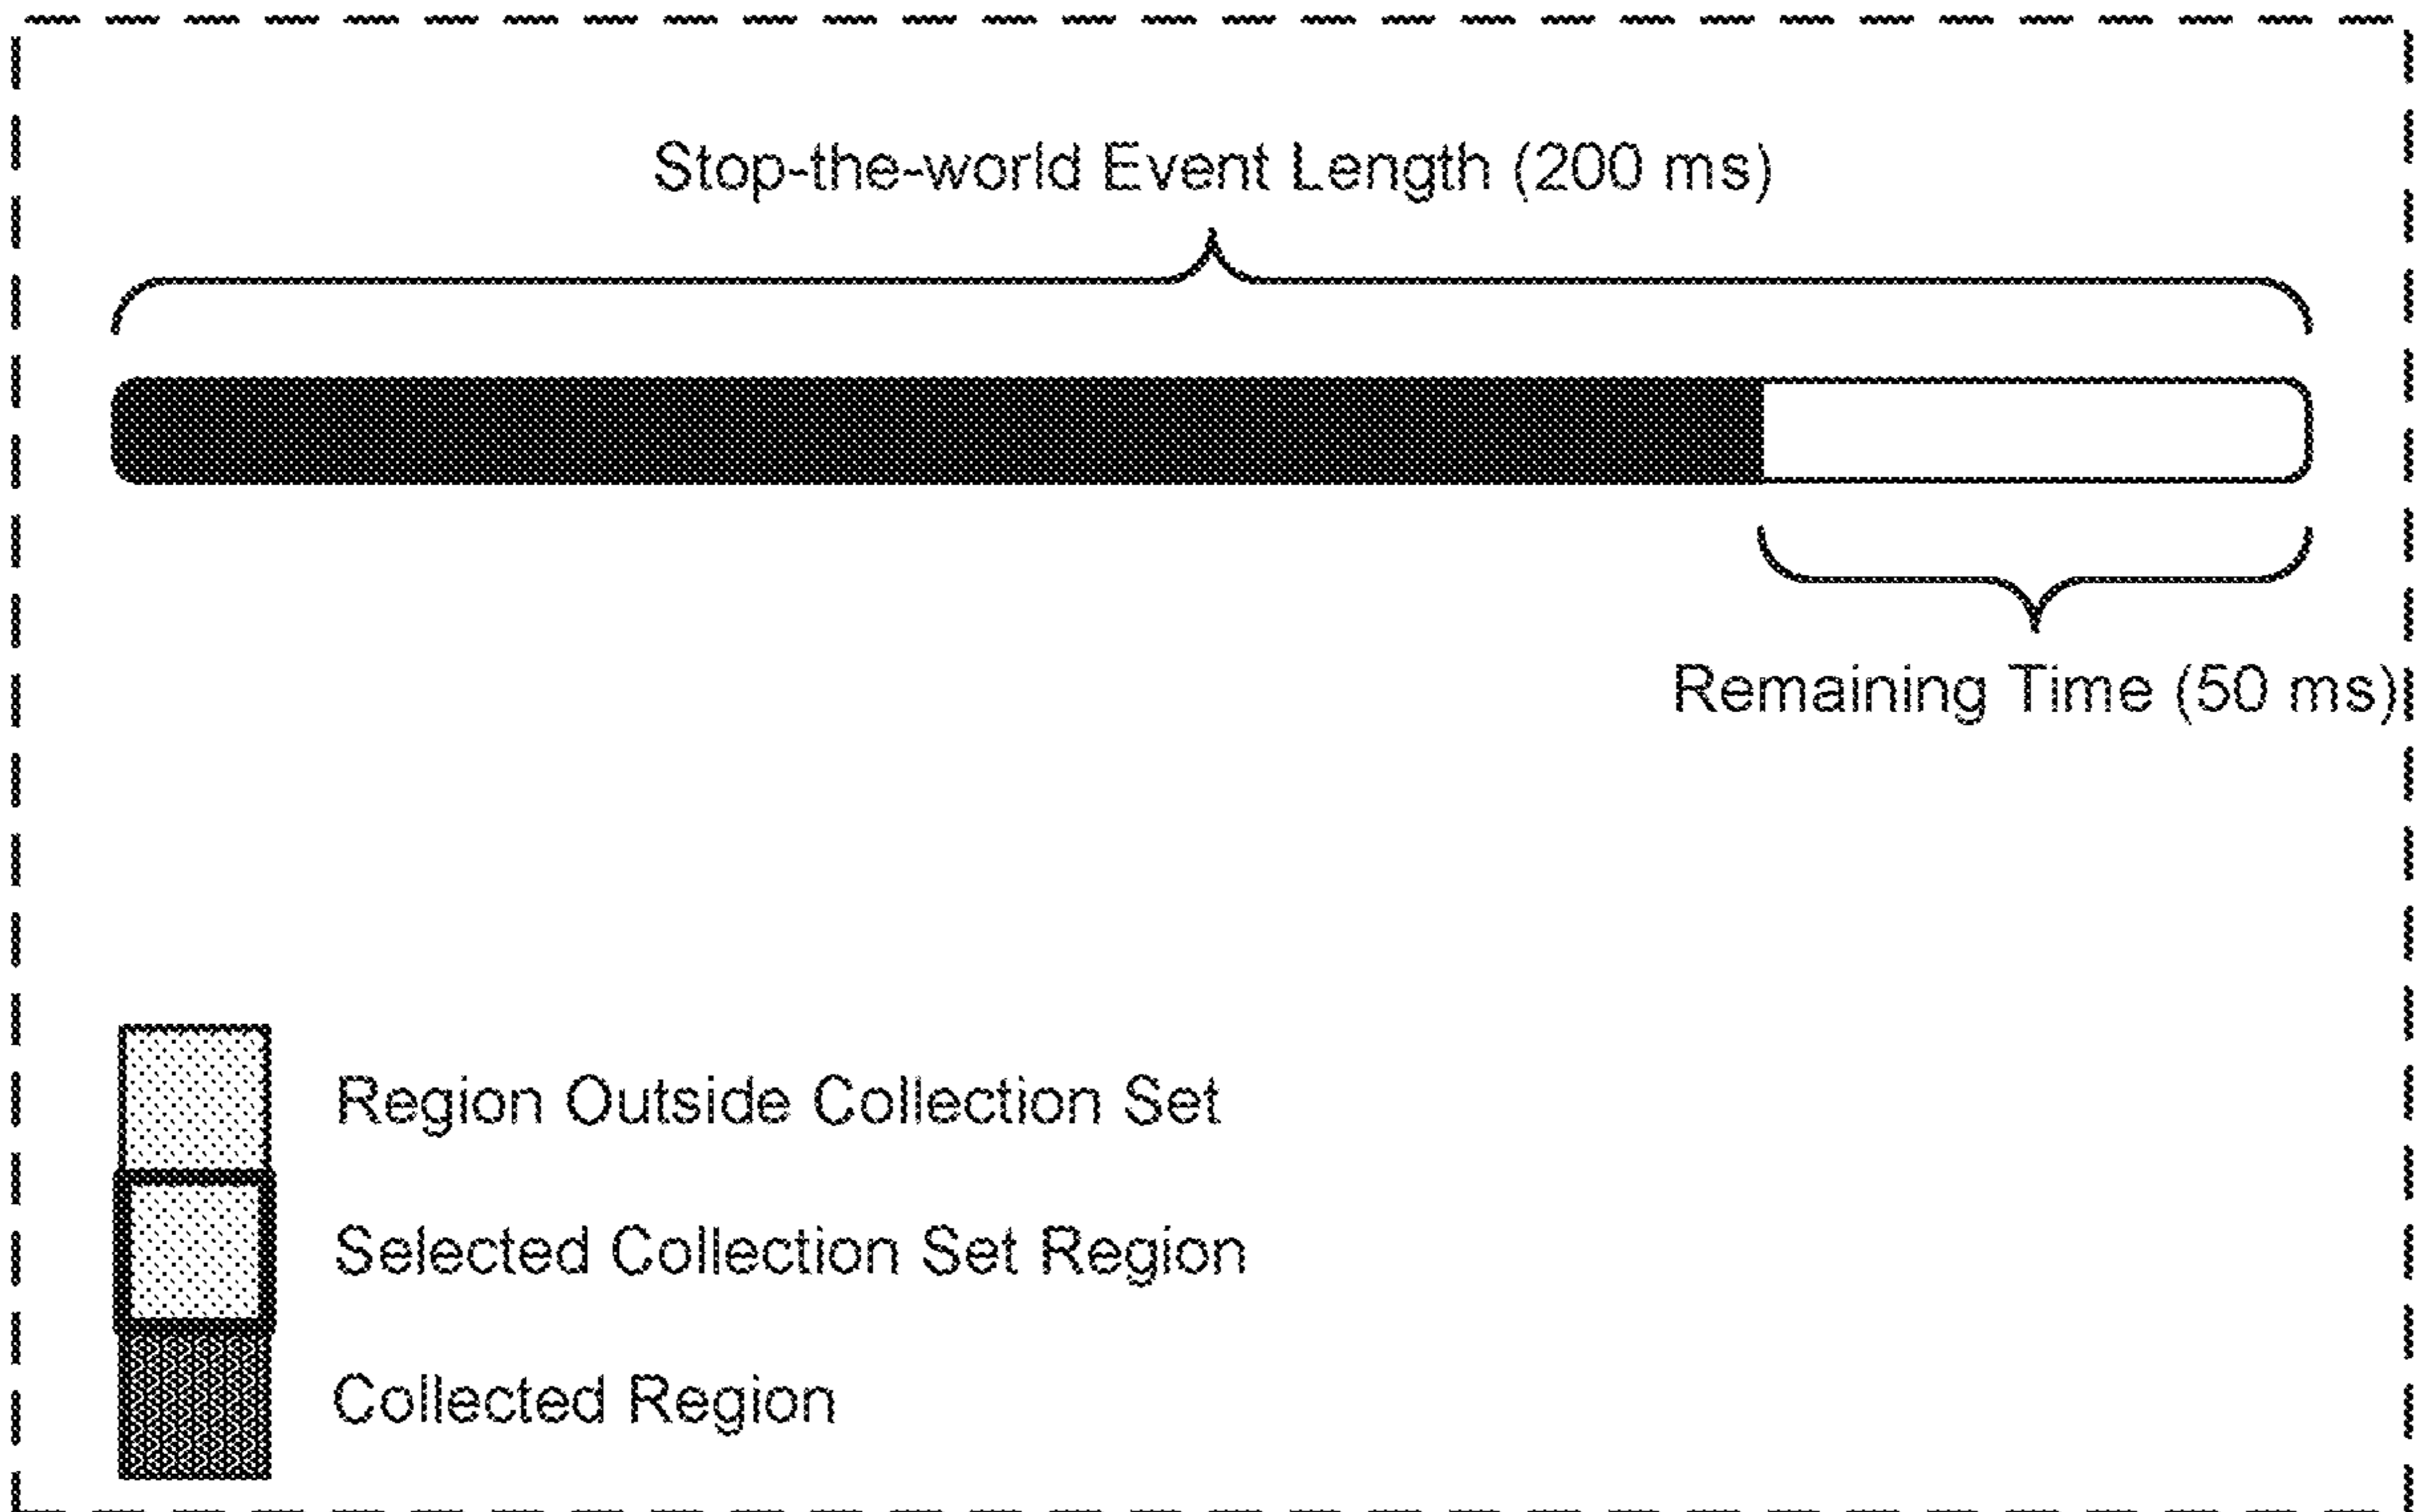 Stop-the-world Event Length (200 ms)
Remaining Time (50 ms)
Region Outside Collection Set
Selected Collection Set Region
Collected Region